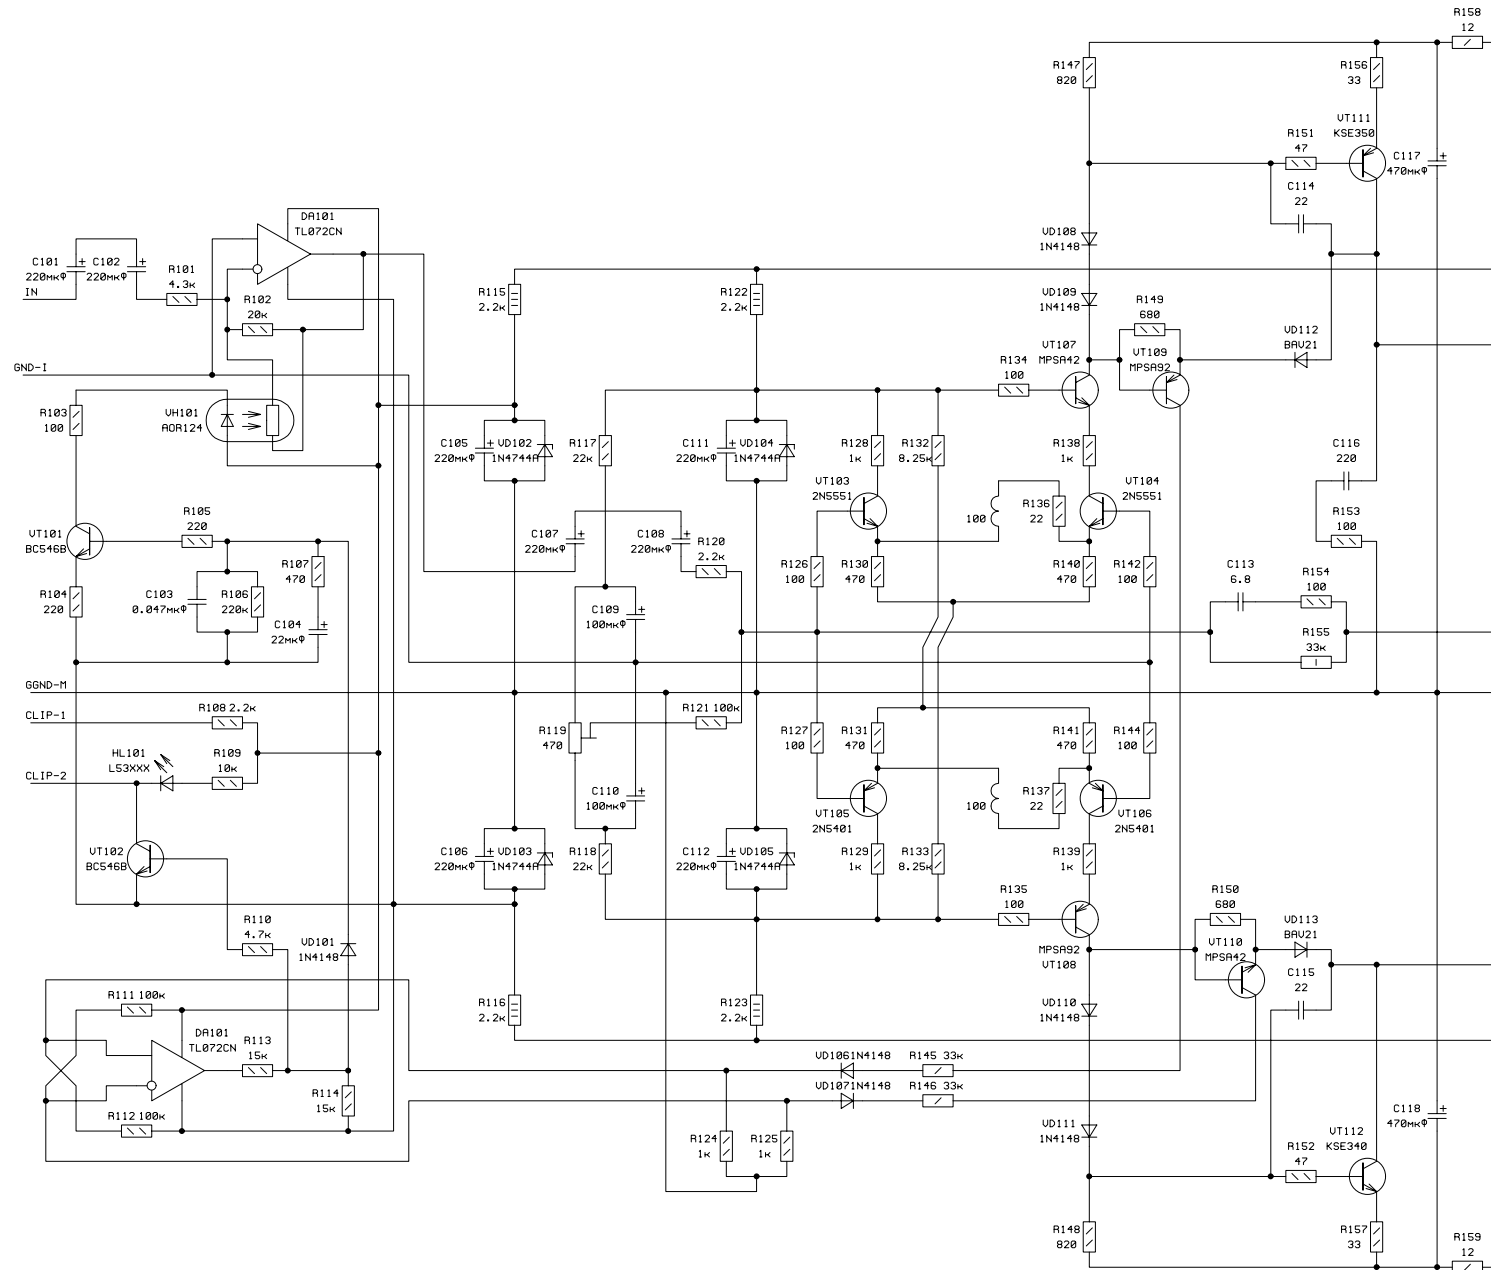 R158
12
R147
820
R156
33
VT111
KSE350
R151
47
C117
470мкФ
C114
22
DA101
TL072CN
VD108
1N4148
C101
220мкФ
C102
220мкФ
R101
4.3к
IN
R102
20к
R115
2.2к
R122
2.2к
VD109
1N4148
R149
680
VD112
BAV21
VT107
MPSA42
VT109
MPSA92
R134
100
GND-I
R103
100
VH101
AOR124
C105
220мкФ
VD102
1N4744A
R117
22к
C111
220мкФ
VD104
1N4744A
R128
1к
R132
8.25к
R138
1к
C116
220
VT103
2N5551
VT104
2N5551
R136
22
100
R153
100
R105
220
VT101
BC546B
C107
220мкФ
C108
220мкФ
R120
2.2к
R107
470
R126
100
R130
470
R140
470
R142
100
C113
6.8
R154
100
R104
220
C103
0.047мкФ
R106
220к
C104
22мкФ
C109
100мкФ
R155
33к
GGND-M
R108 2.2к
CLIP-1
R121 100к
R119
470
R127
100
R131
470
R141
470
R144
100
HL101
L53XXX
R109
10к
CLIP-2
C110
100мкФ
R137
22
100
VT105
2N5401
VT106
2N5401
VT102
BC546B
C106
220мкФ
VD103
1N4744A
R118
22к
C112
220мкФ
VD105
1N4744A
R129
1к
R133
8.25к
R139
1к
R135
100
R150
680
VD113
BAV21
R110
4.7к
VD101
1N4148
MPSA92
VT108
VT110
MPSA42
C115
22
R111 100к
R116
2.2к
R123
2.2к
VD110
1N4148
DA101
TL072CN
R113
15к
VD106 1N4148
R145 33к
VD107 1N4148
R146 33к
R114
15к
R112 100к
R124
1к
R125
1к
VD111
1N4148
C118
470мкФ
VT112
KSE340
R152
47
R148
820
R157
33
R159
12